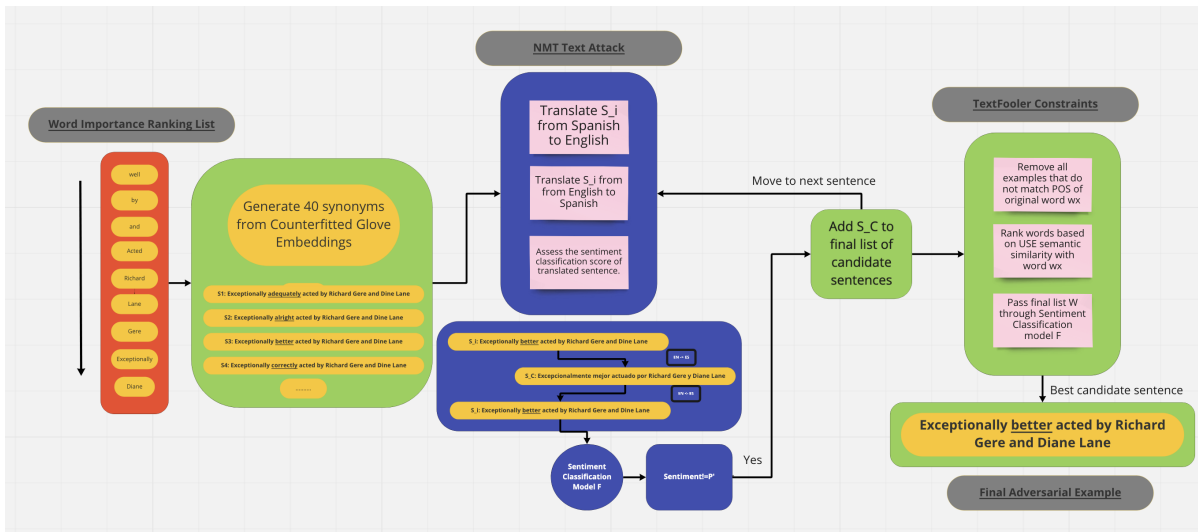 NMT Text Attack
Word Importance Ranking List
well
by
and
Acted
Richard
Lane
Gere
Exceptionally
Diane
Generate 40 synonyms
from Counterfitted Glove
Embeddings
S1: Exceptionally adequately acted by Richard Gere and Dine Lane
S2: Exceptionally alright acted by Richard Gere and Dine Lane
S3: Exceptionally better acted by Richard Gere and Dine Lane
S4: Exceptionally correctly acted by Richard Gere and Dine Lane
.........
Translate S_i
from Spanish
to English
Translate S_i from
from English to
Spanish
Assess the sentiment
classification score of
translated sentence.
S_i: Exceptionally better acted by Richard Gere and Dine Lane
EN -> ES
S_C: Excepcionalmente mejor actuado por Richard Gere y Diane Lane
EN -> ES
S_i: Exceptionally better acted by Richard Gere and Dine Lane
Sentiment
Classification
Model F
Sentiment!=P'
Yes
Move to next sentence
Add S_C to
final list of
candidate
sentences
TextFooler Constraints
Remove all
examples that do
not match POS of
original word wx
Rank words based
on USE semantic
similarity with
word wx
Pass final list W
through Sentiment
Classification
model F
Best candidate sentence
Exceptionally better acted by Richard
Gere and Diane Lane
Final Adversarial Example